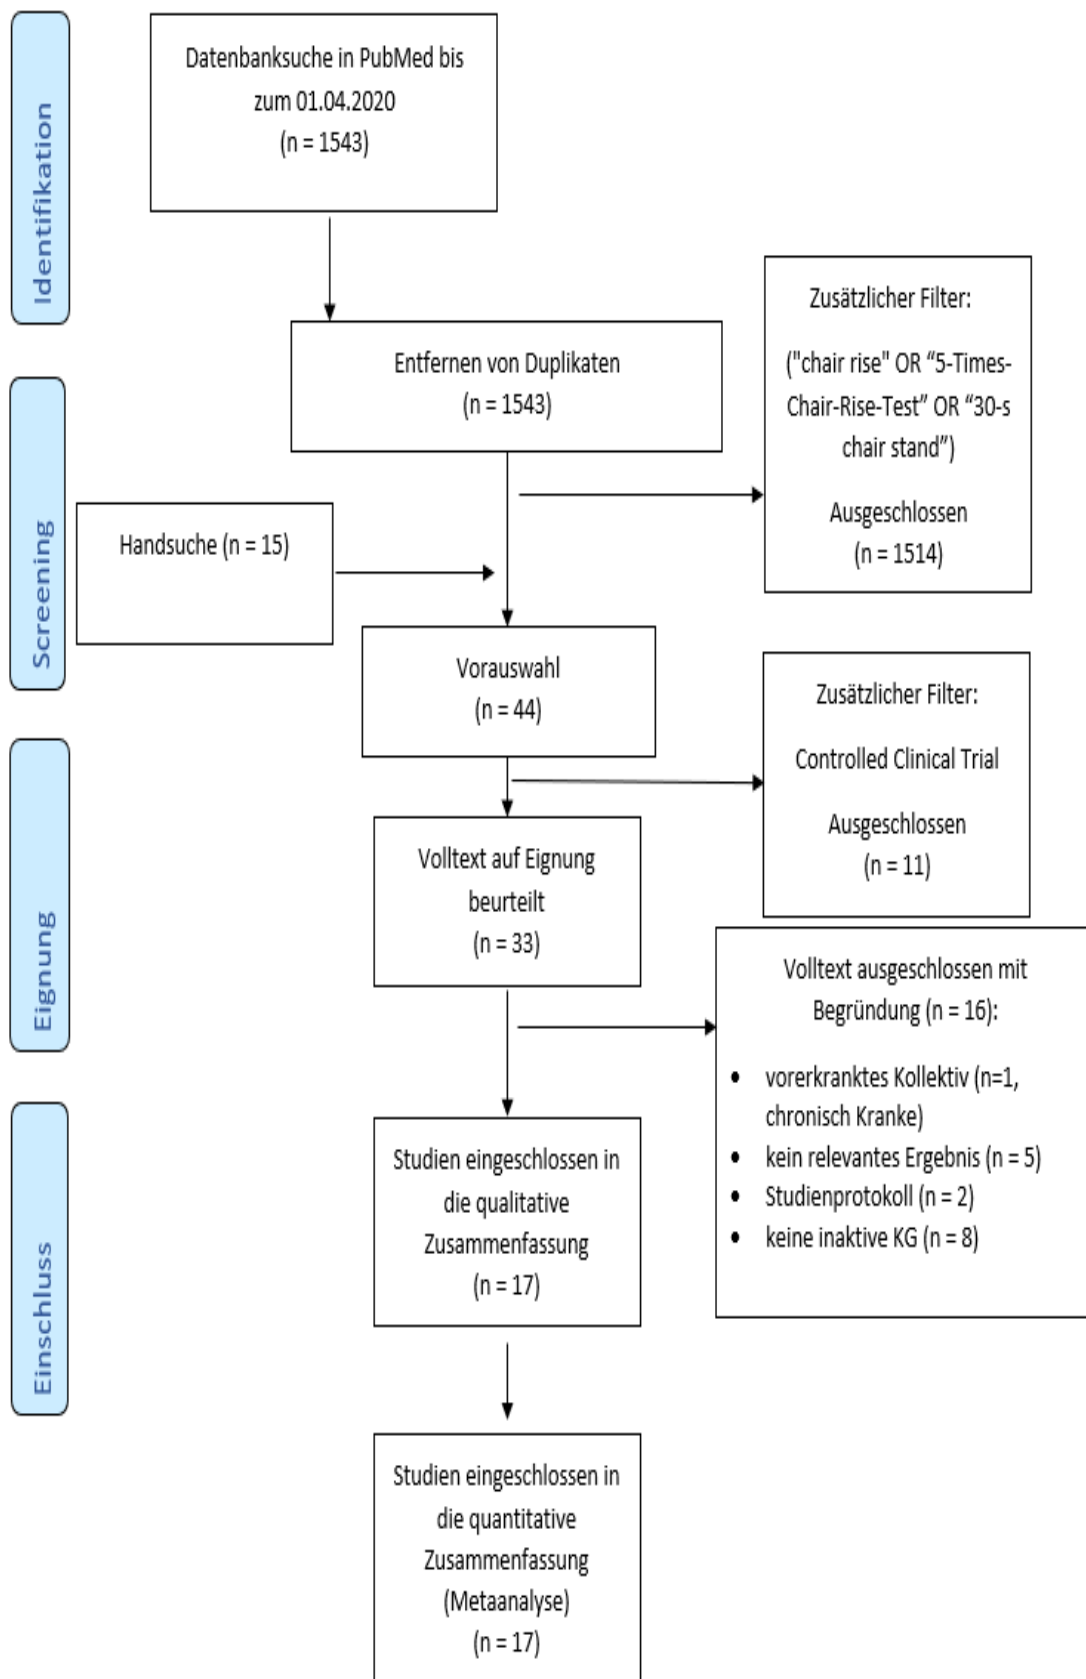 Identifikation
Datenbanksuche in PubMed bis
zum 01.04.2020
(n = 1543)
Entfernen von Duplikaten
(n = 1543)
Zusätzlicher Filter:
("chair rise" OR “5-Times-
Chair-Rise-Test” OR “30-s
chair stand”)
Ausgeschlossen
(n = 1514)
Screening
Handsuche (n = 15)
Vorauswahl
(n = 44)
Zusätzlicher Filter:
Controlled Clinical Trial
Ausgeschlossen
(n = 11)
Eignung
Volltext auf Eignung
beurteilt
(n = 33)
Volltext ausgeschlossen mit
Begründung (n = 16):
• vorerkranktes Kollektiv (n=1,
chronisch Kranke)
• kein relevantes Ergebnis (n = 5)
• Studienprotokoll (n = 2)
• keine inaktive KG (n = 8)
Einschluss
Studien eingeschlossen in
die qualitative
Zusammenfassung
(n = 17)
Studien eingeschlossen in
die quantitative
Zusammenfassung
(Metaanalyse)
(n = 17)